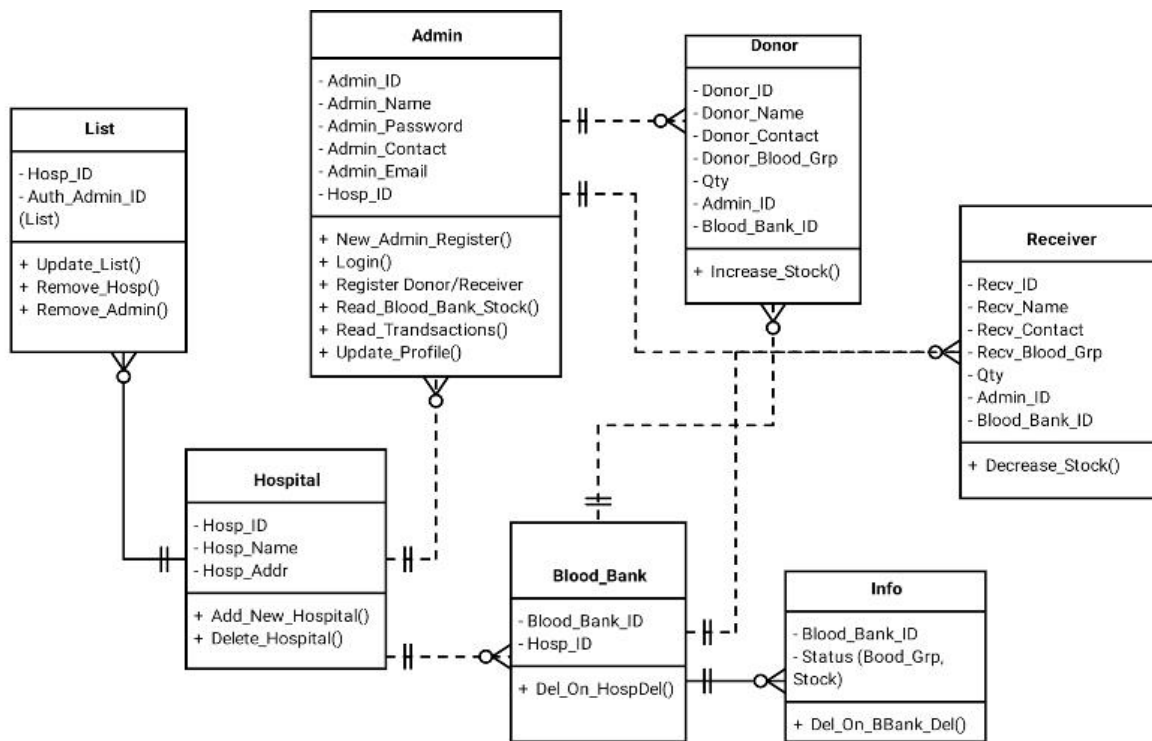 List
- Hosp_ID
- Auth_Admin_ID
(List)
+ Update_List()
+ Remove_Hosp()
+ Remove_Admin()
Admin
- Admin_ID
- Admin_Name
- Admin_Password
- Admin_Contact
- Admin_Email
- Hosp_ID
+ New_Admin_Register()
+ Login()
+ Register Donor/Receiver
+ Read_Blood_Bank_Stock()
+ Read_Trandsactions()
+ Update_Profile()
Donor
- Donor_ID
- Donor_Name
- Donor_Contact
- Donor_Blood_Grp
- Qty
- Admin_ID
- Blood_Bank_ID
+ Increase_Stock()
Receiver
- Recv_ID
- Recv_Name
- Recv_Contact
- Recv_Blood_Grp
- Qty
- Admin_ID
- Blood_Bank_ID
+ Decrease_Stock()
Hospital
- Hosp_ID
- Hosp_Name
- Hosp_Addr
+ Add_New_Hospital()
+ Delete_Hospital()
Blood_Bank
- Blood_Bank_ID
- Hosp_ID
+ Del_On_HospDel()
Info
- Blood_Bank_ID
- Status (Bood_Grp,
Stock)
+ Del_On_BBank_Del()